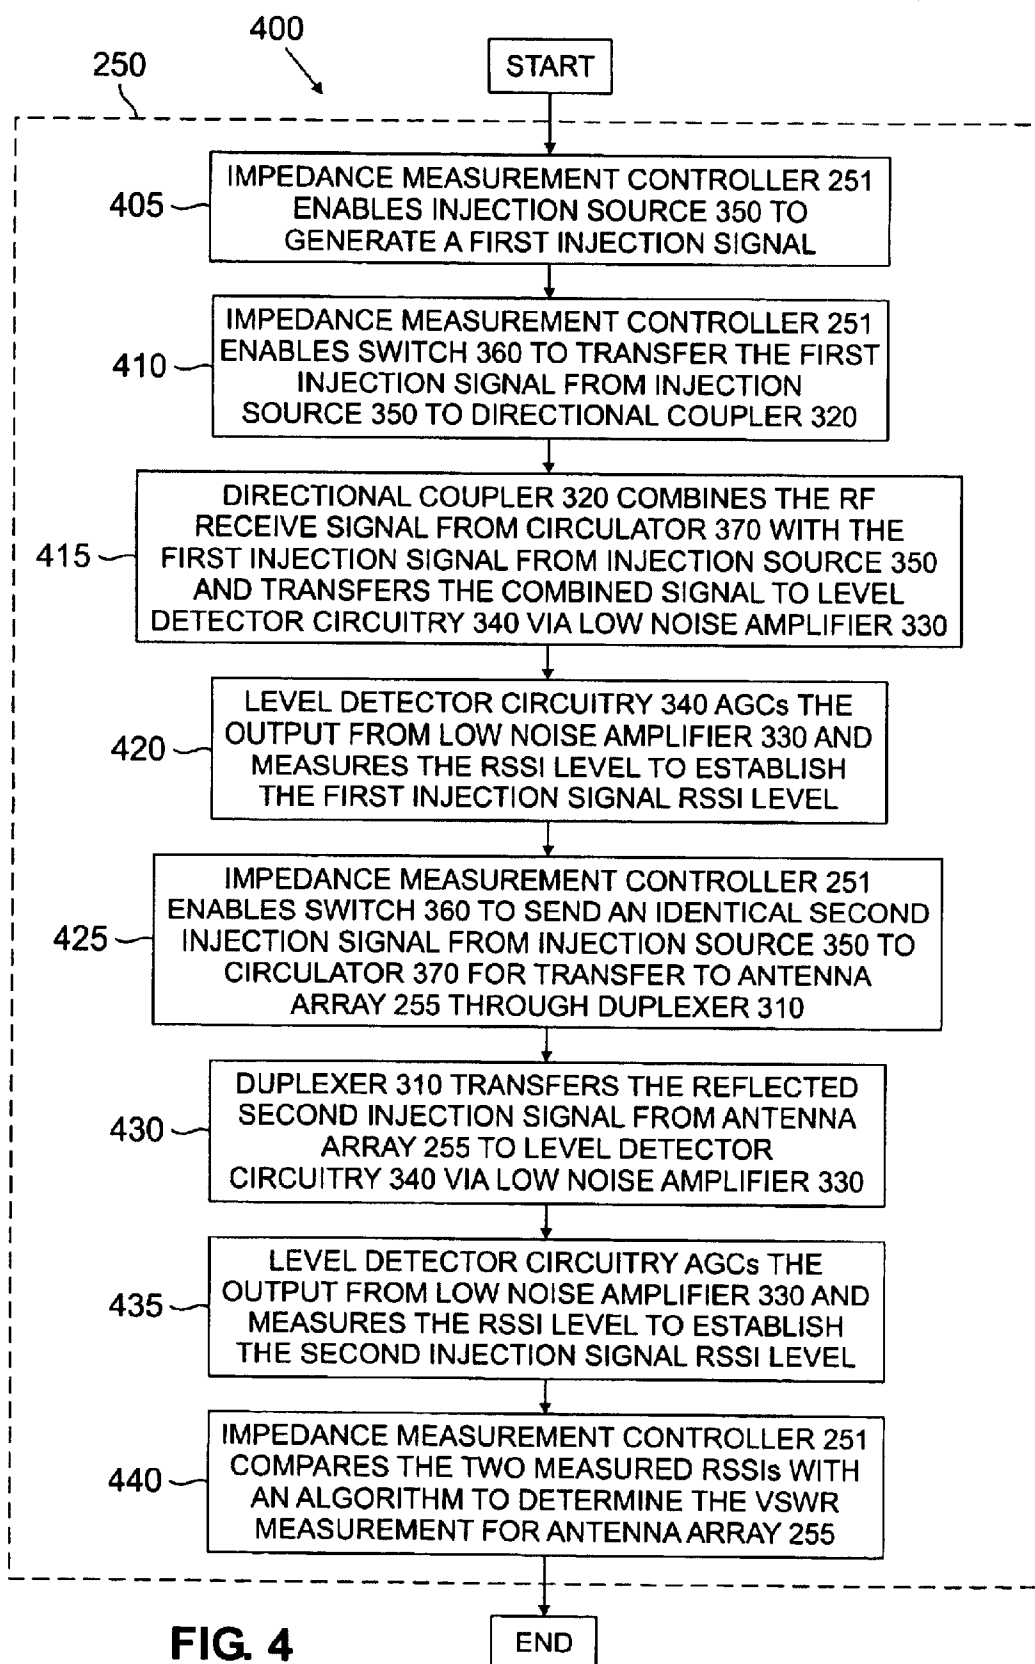 400
START
250
405
IMPEDANCE MEASUREMENT CONTROLLER 251
ENABLES INJECTION SOURCE 350 TO
GENERATE A FIRST INJECTION SIGNAL
410
IMPEDANCE MEASUREMENT CONTROLLER 251
ENABLES SWITCH 360 TO TRANSFER THE FIRST
INJECTION SIGNAL FROM INJECTION
SOURCE 350 TO DIRECTIONAL COUPLER 320
415
DIRECTIONAL COUPLER 320 COMBINES THE RF
RECEIVE SIGNAL FROM CIRCULATOR 370 WITH THE
FIRST INJECTION SIGNAL FROM INJECTION SOURCE 350
AND TRANSFERS THE COMBINED SIGNAL TO LEVEL
DETECTOR CIRCUITRY 340 VIA LOW NOISE AMPLIFIER 330
420
LEVEL DETECTOR CIRCUITRY 340 AGCs THE
OUTPUT FROM LOW NOISE AMPLIFIER 330 AND
MEASURES THE RSSI LEVEL TO ESTABLISH
THE FIRST INJECTION SIGNAL RSSI LEVEL
425
IMPEDANCE MEASUREMENT CONTROLLER 251
ENABLES SWITCH 360 TO SEND AN IDENTICAL SECOND
INJECTION SIGNAL FROM INJECTION SOURCE 350 TO
CIRCULATOR 370 FOR TRANSFER TO ANTENNA
ARRAY 255 THROUGH DUPLEXER 310
430
DUPLEXER 310 TRANSFERS THE REFLECTED
SECOND INJECTION SIGNAL FROM ANTENNA
ARRAY 255 TO LEVEL DETECTOR
CIRCUITRY 340 VIA LOW NOISE AMPLIFIER 330
435
LEVEL DETECTOR CIRCUITRY AGCs THE
OUTPUT FROM LOW NOISE AMPLIFIER 330 AND
MEASURES THE RSSI LEVEL TO ESTABLISH
THE SECOND INJECTION SIGNAL RSSI LEVEL
440
IMPEDANCE MEASUREMENT CONTROLLER 251
COMPARES THE TWO MEASURED RSSIs WITH
AN ALGORITHM TO DETERMINE THE VSWR
MEASUREMENT FOR ANTENNA ARRAY 255
FIG. 4
END